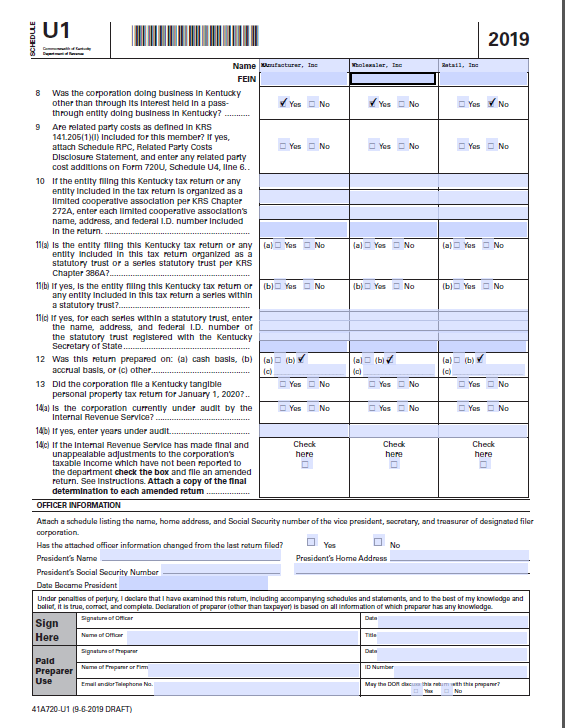 SCHEDULE U1
Commonwealth of Kentucky
Department of Revenue
2019
Name Manufacturer, Inc Wholesaler, Inc Retail, Inc
FEIN
8 Was the corporation doing business in Kentucky
other than through its interest held in a pass-
through entity doing business in Kentucky? ...........
Yes No Yes No Yes No
9 Are related party costs as defined in KRS
141.205(1)(l) included for this member? If yes,
attach Schedule RPC, Related Party Costs
Disclosure Statement, and enter any related party
cost additions on Form 720U, Schedule U4, line 6..
Yes No Yes No Yes No
10 If the entity filing this Kentucky tax return or any
entity included in the tax return is organized as a
limited cooperative association per KRS Chapter
272A, enter each limited cooperative association's
name, address, and federal I.D. number included
in the return. ...................................
11(a) Is the entity filing this Kentucky tax return or any
entity included in this tax return organized as a
statutory trust or a series statutory trust per KRS
Chapter 386A?...................................
(a) Yes No (a) Yes No (a) Yes No
11(b) If yes, is the entity filing this Kentucky tax return or
any entity included in this tax return a series within
a statutory trust?...................................
(b) Yes No (b) Yes No (b) Yes No
11(c) If yes, for each series within a statutory trust, enter
the name, address, and federal I.D. number of
the statutory trust registered with the Kentucky
Secretary of State ...................................
12 Was this return prepared on: (a) cash basis, (b)
accrual basis, or (c) other...................................
(a) (b) (a) (b) (a) (b)
(c) (c) (c)
13 Did the corporation file a Kentucky tangible
personal property tax return for January 1, 2020?..
Yes No Yes No Yes No
14(a) Is the corporation currently under audit by the
Internal Revenue Service? ...................................
Yes No Yes No Yes No
14(b) If yes, enter years under audit...................................
14(c) If the Internal Revenue Service has made final and
unappealable adjustments to the corporation's
taxable income which have not been reported to
the department check the box and file an amended
return. See instructions. Attach a copy of the final
determination to each amended return ...................
Check Check Check
here here here
OFFICER INFORMATION
Attach a schedule listing the name, home address, and Social Security number of the vice president, secretary, and treasurer of designated filer
corporation.
Has the attached officer information changed from the last return filed? Yes No
President's Name President's Home Address
President's Social Security Number
Date Became President
Under penalties of perjury, I declare that I have examined this return, including accompanying schedules and statements, and to the best of my knowledge and
belief, it is true, correct, and complete. Declaration of preparer (other than taxpayer) is based on all information of which preparer has any knowledge.
Sign
Here
Signature of Officer Date
Name of Officer Title
Paid
Preparer
Use
Signature of Preparer Date
Name of Preparer or Firm ID Number
Email and/or Telephone No. May the DOR discuss this return with this preparer?
Yes No
41A720-U1 (9-6-2019 DRAFT)